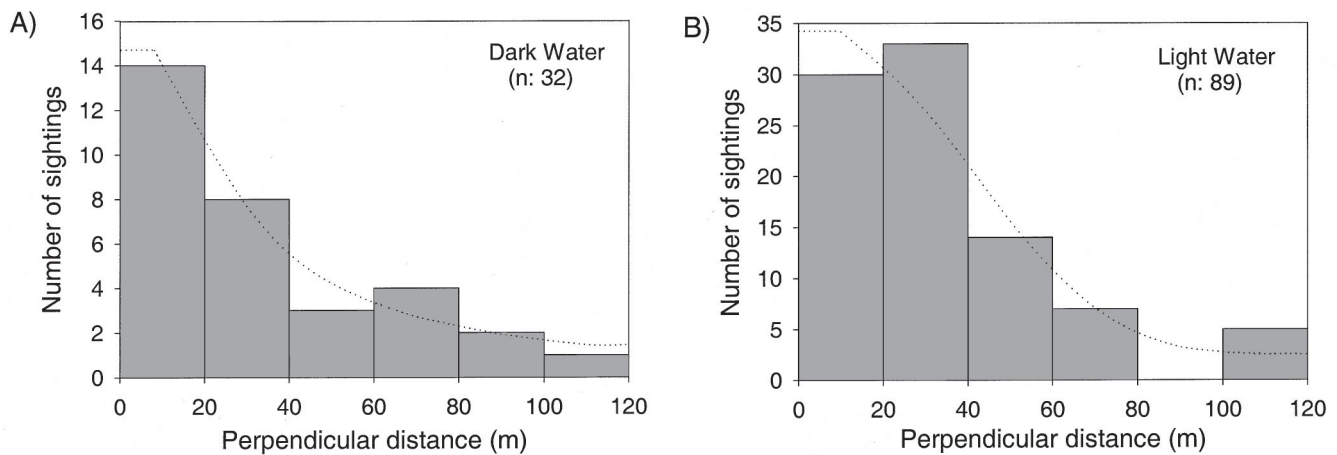 A)
Number of sightings
16
14
12
10
8
6
4
2
0
Dark Water
(n: 32)
0 20 40 60 80 100 120
Perpendicular distance (m)
B)
Number of sightings
35
30
25
20
15
10
5
0
Light Water
(n: 89)
0 20 40 60 80 100 120
Perpendicular distance (m)